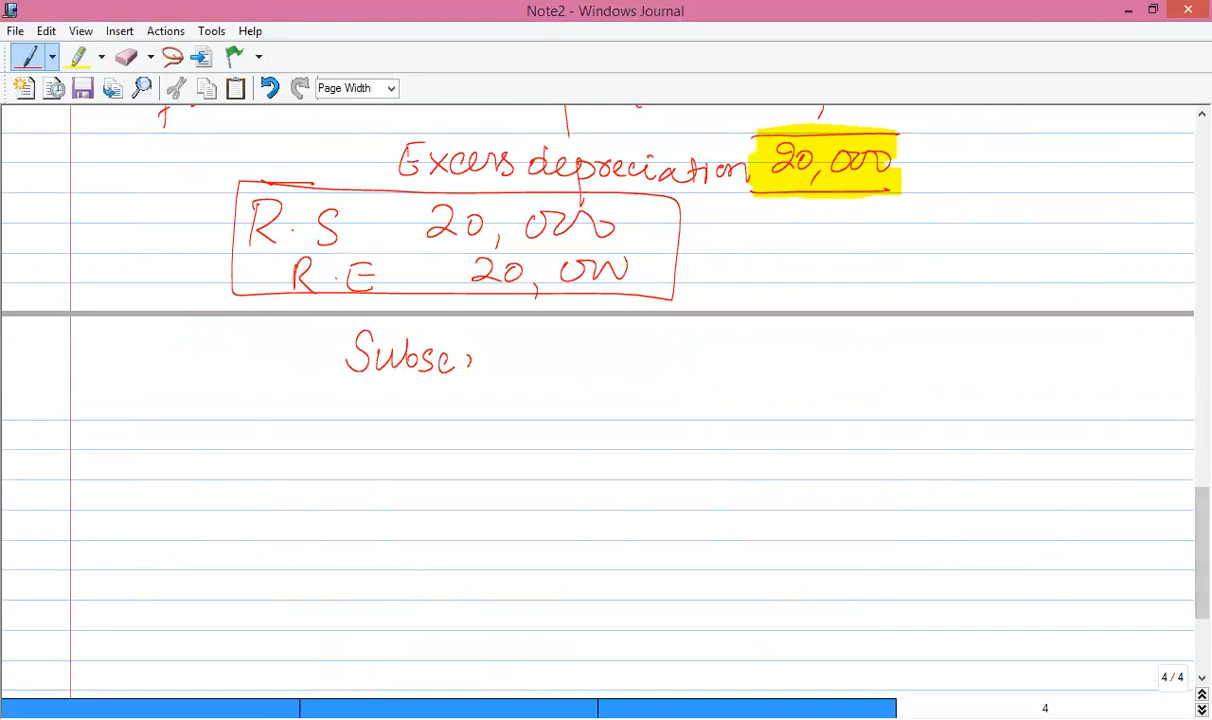 Note2 - Windows Journal
File Edit View Insert Actions Tools Help
Page Width
Excess depreciation 20,000
R.S 20,000
R.E 20,000
Subse
4 / 4
4